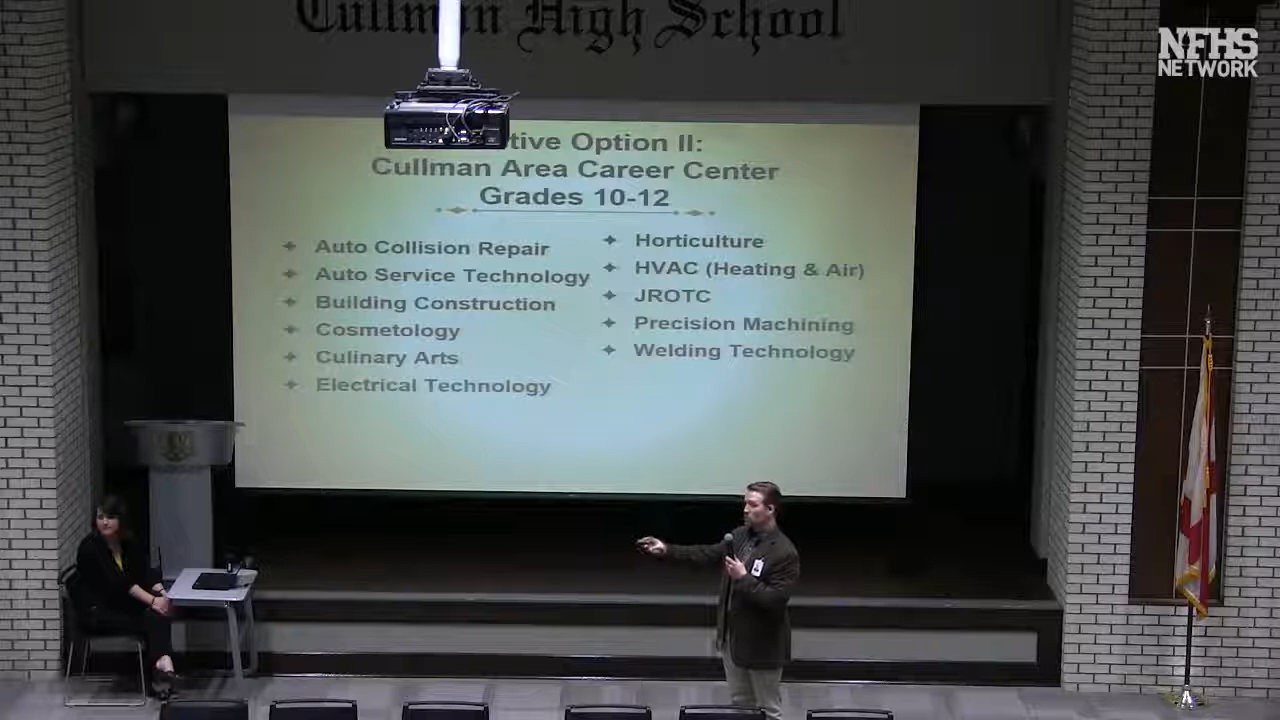 Cullman High School
NFHS
NETWORK
tive Option II:
Cullman Area Career Center
Grades 10-12
Auto Collision Repair
Auto Service Technology
Building Construction
Cosmetology
Culinary Arts
Electrical Technology
Horticulture
HVAC (Heating & Air)
JROTC
Precision Machining
Welding Technology